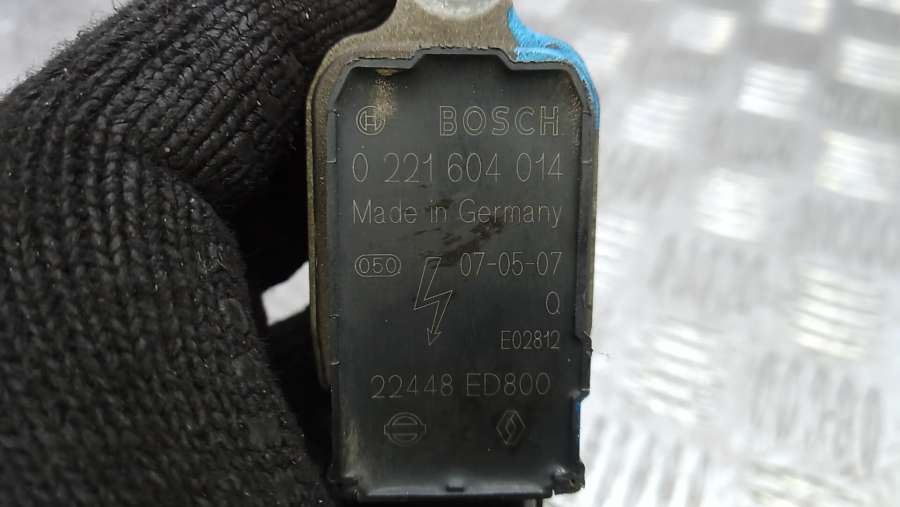 BOSCH
0 221 604 014
Made in Germany
050 07-05-07
Q
E02812
22448 ED800